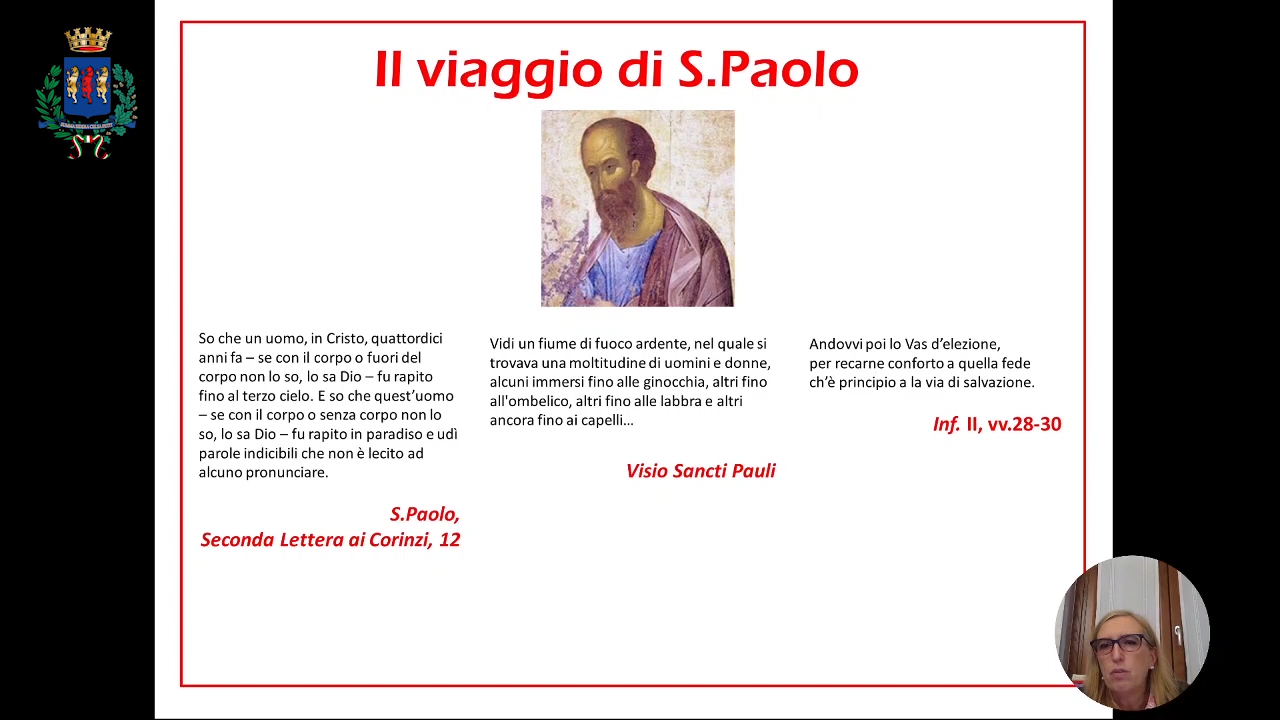 Il viaggio di S.Paolo
So che un uomo, in Cristo, quattordici
anni fa – se con il corpo o fuori del
corpo non lo so, lo sa Dio – fu rapito
fino al terzo cielo. E so che quest’uomo
– se con il corpo o senza corpo non lo
so, lo sa Dio – fu rapito in paradiso e udì
parole indicibili che non è lecito ad
alcuno pronunciare.
S.Paolo,
Seconda Lettera ai Corinzi, 12
Vidi un fiume di fuoco ardente, nel quale si
trovava una moltitudine di uomini e donne,
alcuni immersi fino alle ginocchia, altri fino
all'ombelico, altri fino alle labbra e altri
ancora fino ai capelli…
Visio Sancti Pauli
Andovvi poi lo Vas d’elezione,
per recarne conforto a quella fede
ch’è principio a la via di salvazione.
Inf. II, vv.28-30